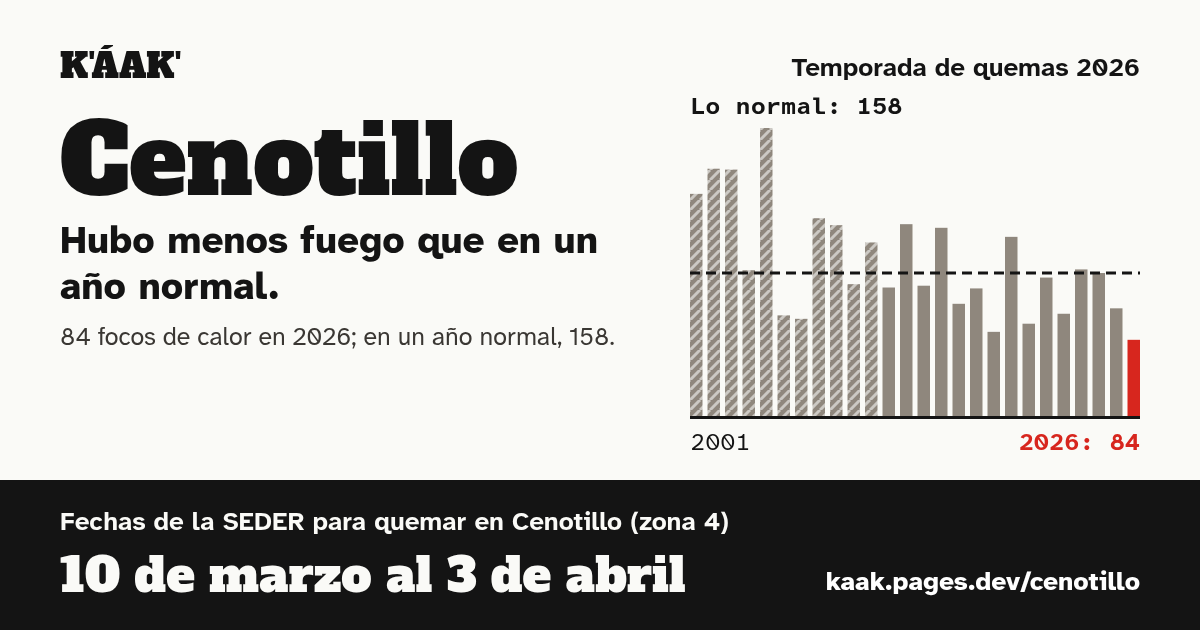 K'ÁAK'
Cenotillo
Hubo menos fuego que en un
año normal.
84 focos de calor en 2026; en un año normal, 158.
Temporada de quemas 2026
Lo normal: 158
2001
2026: 84
Fechas de la SEDER para quemar en Cenotillo (zona 4)
10 de marzo al 3 de abril
kaak.pages.dev/cenotillo